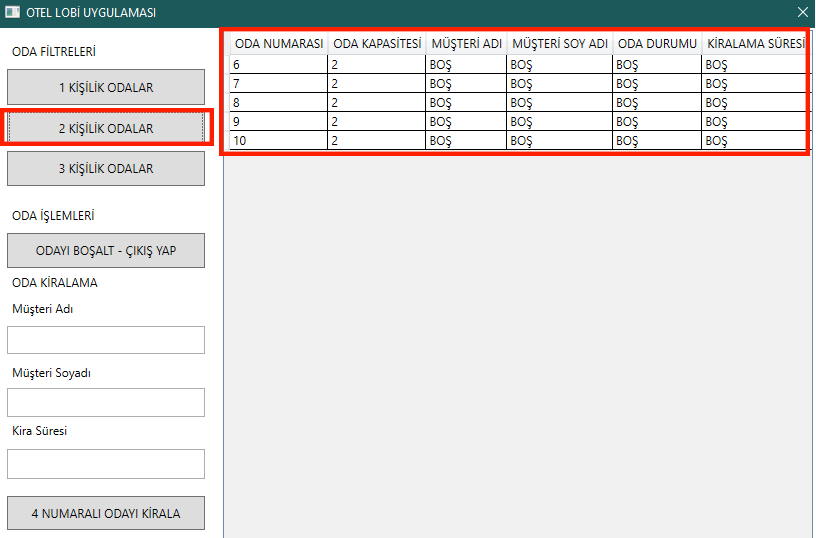 OTEL LOBİ UYGULAMASI
ODA FİLTRELERİ
1 KİŞİLİK ODALAR
2 KİŞİLİK ODALAR
3 KİŞİLİK ODALAR
ODA İŞLEMLERİ
ODAYI BOŞALT - ÇIKIŞ YAP
ODA KİRALAMA
Müşteri Adı
Müşteri Soyadı
Kira Süresi
4 NUMARALI ODAYI KİRALA
ODA NUMARASI ODA KAPASİTESİ MÜŞTERİ ADI MÜŞTERİ SOY ADI ODA DURUMU KİRALAMA SÜRESİ
6 2 BOŞ BOŞ BOŞ BOŞ
7 2 BOŞ BOŞ BOŞ BOŞ
8 2 BOŞ BOŞ BOŞ BOŞ
9 2 BOŞ BOŞ BOŞ BOŞ
10 2 BOŞ BOŞ BOŞ BOŞ